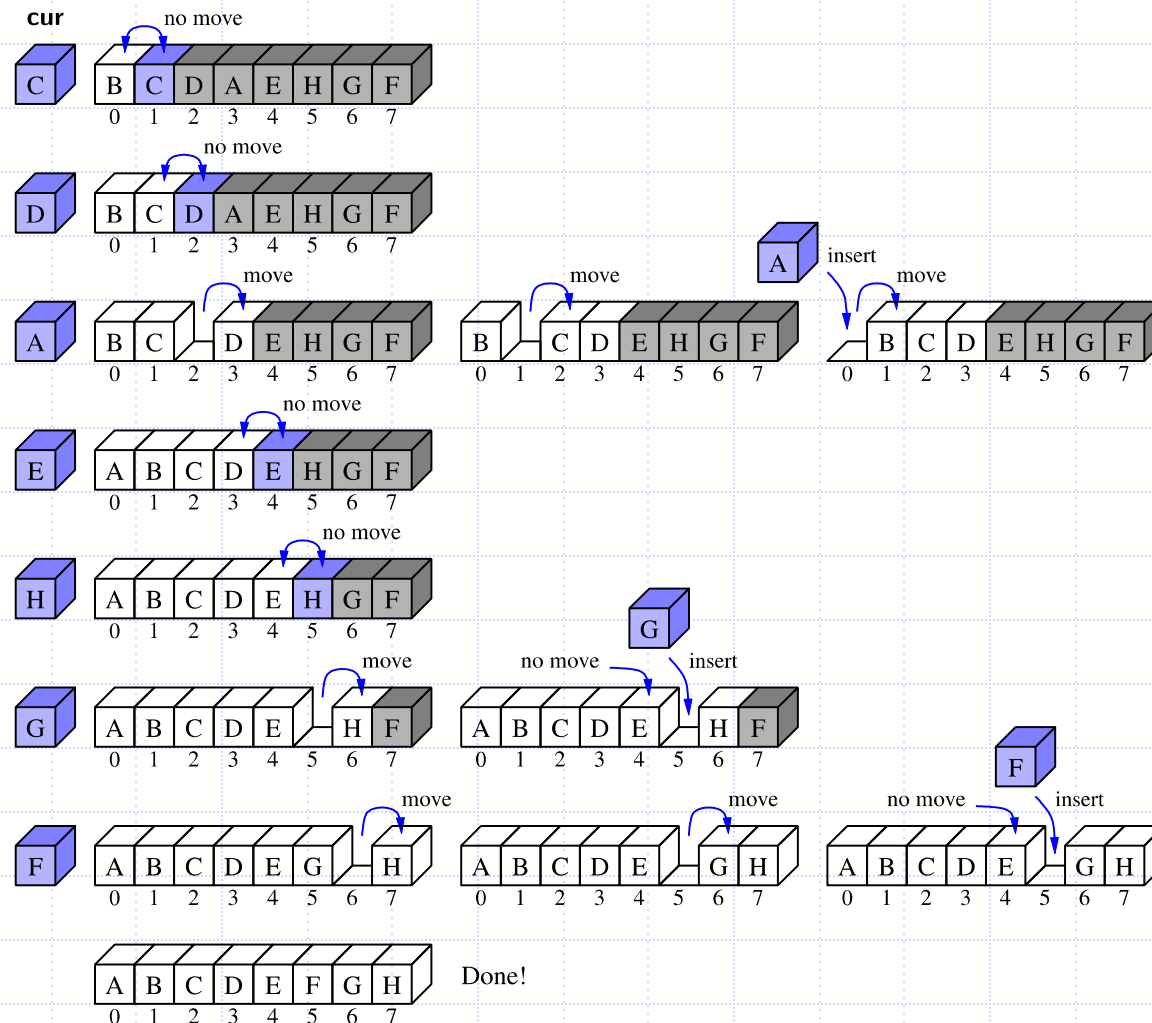 cur
no move
C B C D A E H G F
0 1 2 3 4 5 6 7
no move
D B C D A E H G F
0 1 2 3 4 5 6 7
A insert
move move move
A B C D E H G F B C D E H G F B C D E H G F
0 1 2 3 4 5 6 7 0 1 2 3 4 5 6 7 0 1 2 3 4 5 6 7
no move
E A B C D E H G F
0 1 2 3 4 5 6 7
no move
H A B C D E H G F
0 1 2 3 4 5 6 7
G
move no move insert
G A B C D E H F A B C D E H F
0 1 2 3 4 5 6 7 0 1 2 3 4 5 6 7
F
move move no move insert
F A B C D E G H A B C D E G H A B C D E G H
0 1 2 3 4 5 6 7 0 1 2 3 4 5 6 7 0 1 2 3 4 5 6 7
A B C D E F G H Done!
0 1 2 3 4 5 6 7